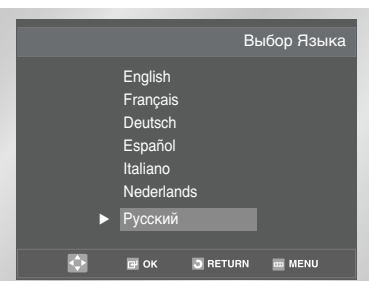 Выбор Языка
English
Français
Deutsch
Español
Italiano
Nederlands
Русский
OK RETURN MENU